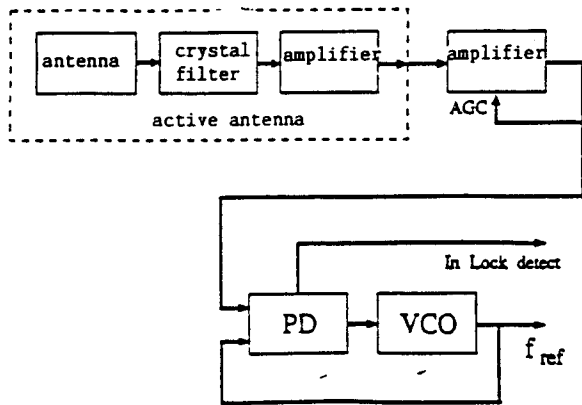 antenna
crystal
filter
amplifier
amplifier
AGC
active antenna
In Lock detect
PD
VCO
f ref